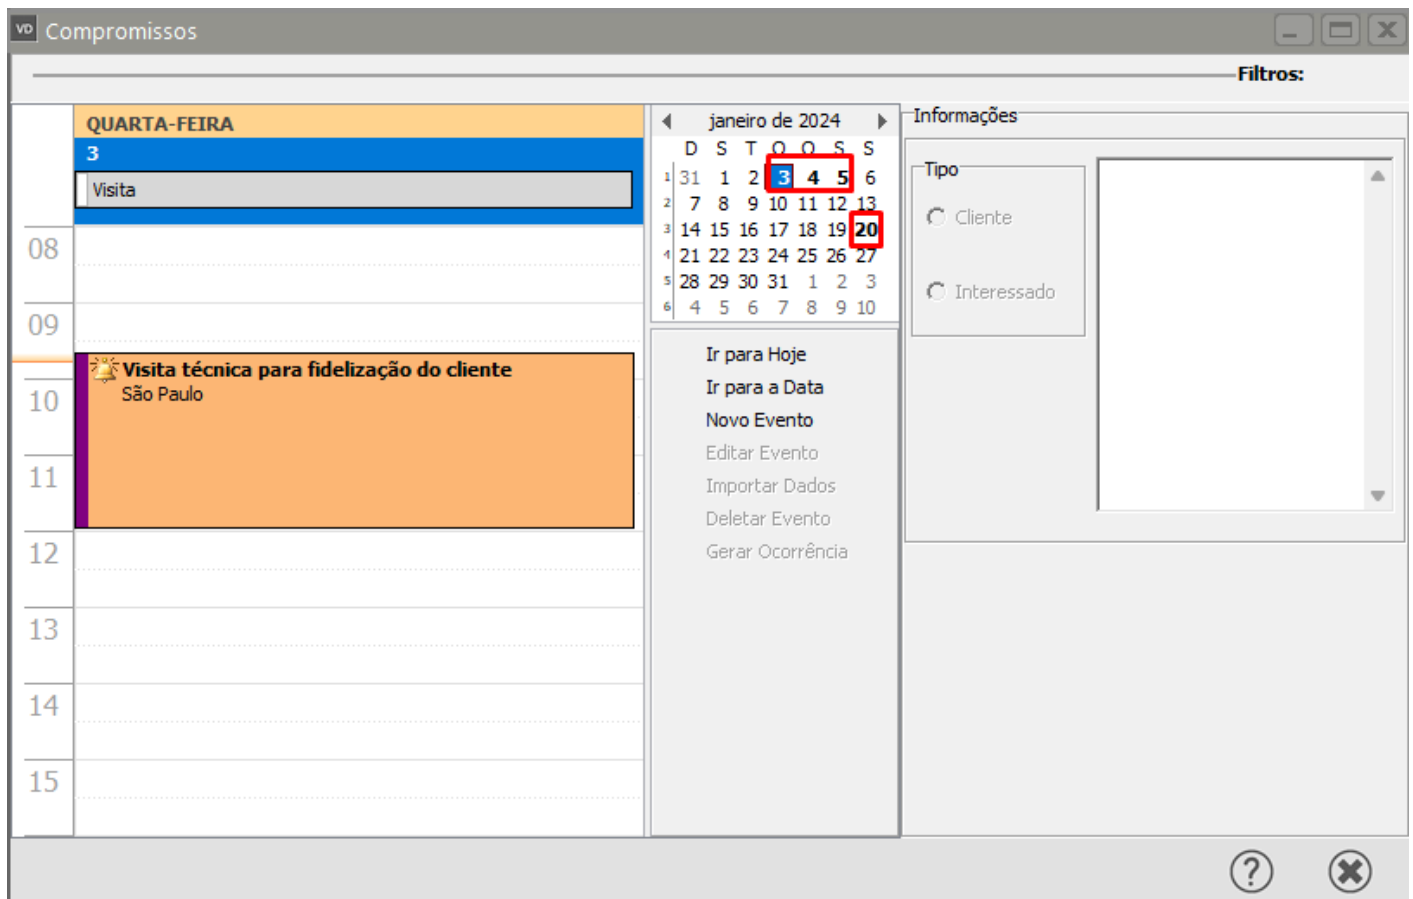 VD Compromissos
Filtros:
QUARTA-FEIRA
3
Visita
08
09
Visita técnica para fidelização do cliente
São Paulo
10
11
12
13
14
15
janeiro de 2024
D S T Q Q S S
1 31 1 2 3 4 5 6
2 7 8 9 10 11 12 13
3 14 15 16 17 18 19 20
4 21 22 23 24 25 26 27
5 28 29 30 31 1 2 3
6 4 5 6 7 8 9 10
Ir para Hoje
Ir para a Data
Novo Evento
Editar Evento
Importar Dados
Deletar Evento
Gerar Ocorrência
Informações
Tipo
Cliente
Interessado
?